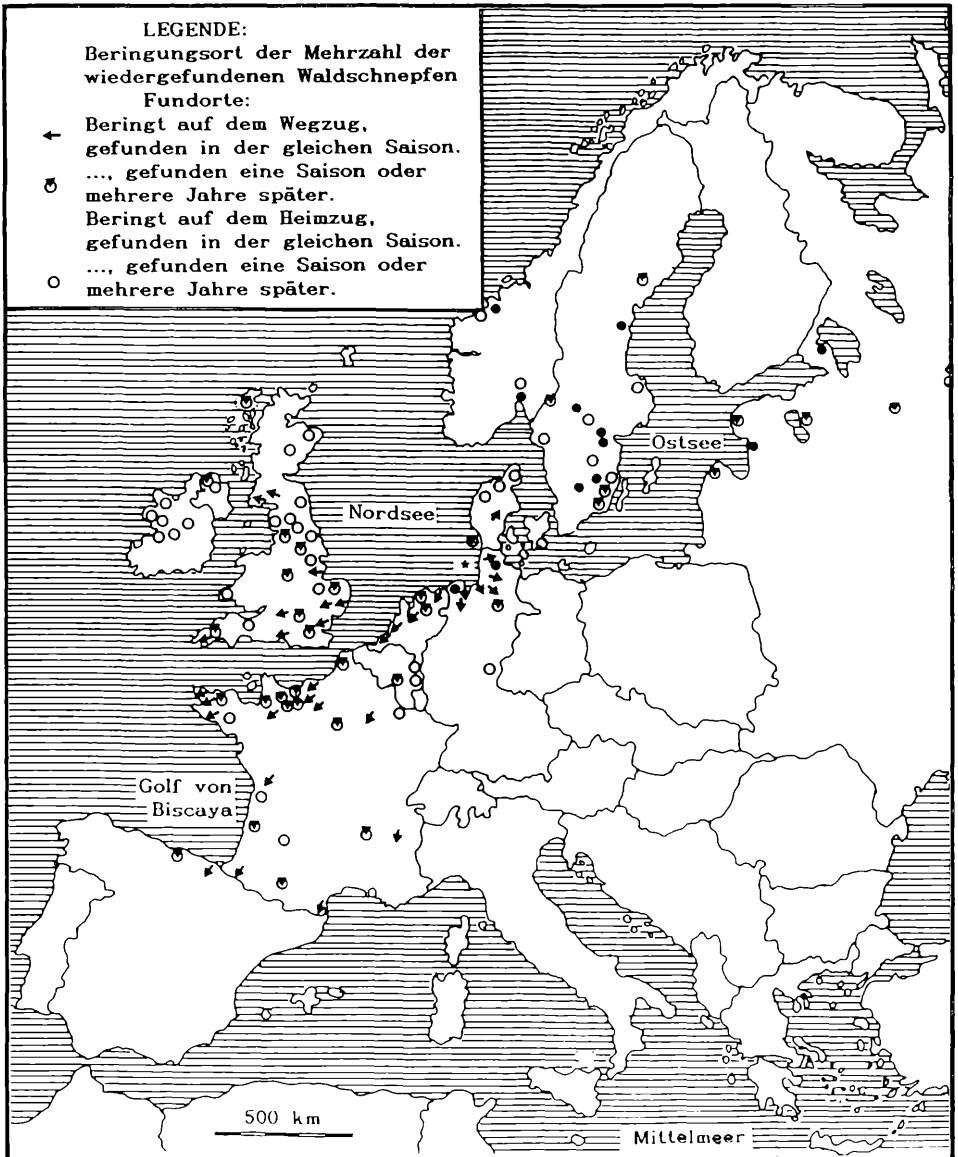 LEGENDE:
Beringungsort der Mehrzahl der
wiedergefundenen Waldschnepfen
Fundorte:
Beringt auf dem Wegzug,
gefunden in der gleichen Saison.
..., gefunden eine Saison oder
mehrere Jahre später.
Beringt auf dem Heimzug,
gefunden in der gleichen Saison.
..., gefunden eine Saison oder
mehrere Jahre später.
Ostsee
Nordsee
Golf von
Biscaya
500 km
Mittelmeer